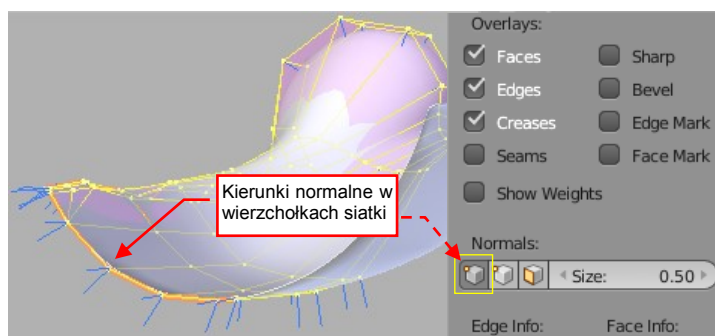 Overlays:
Faces
Sharp
Edges
Bevel
Creases
Edge Mark
Seams
Face Mark
Show Weights
Kierunki normalne w
wierzchołkach siatki
Normals:
Size: 0.50
Edge Info:
Face Info: